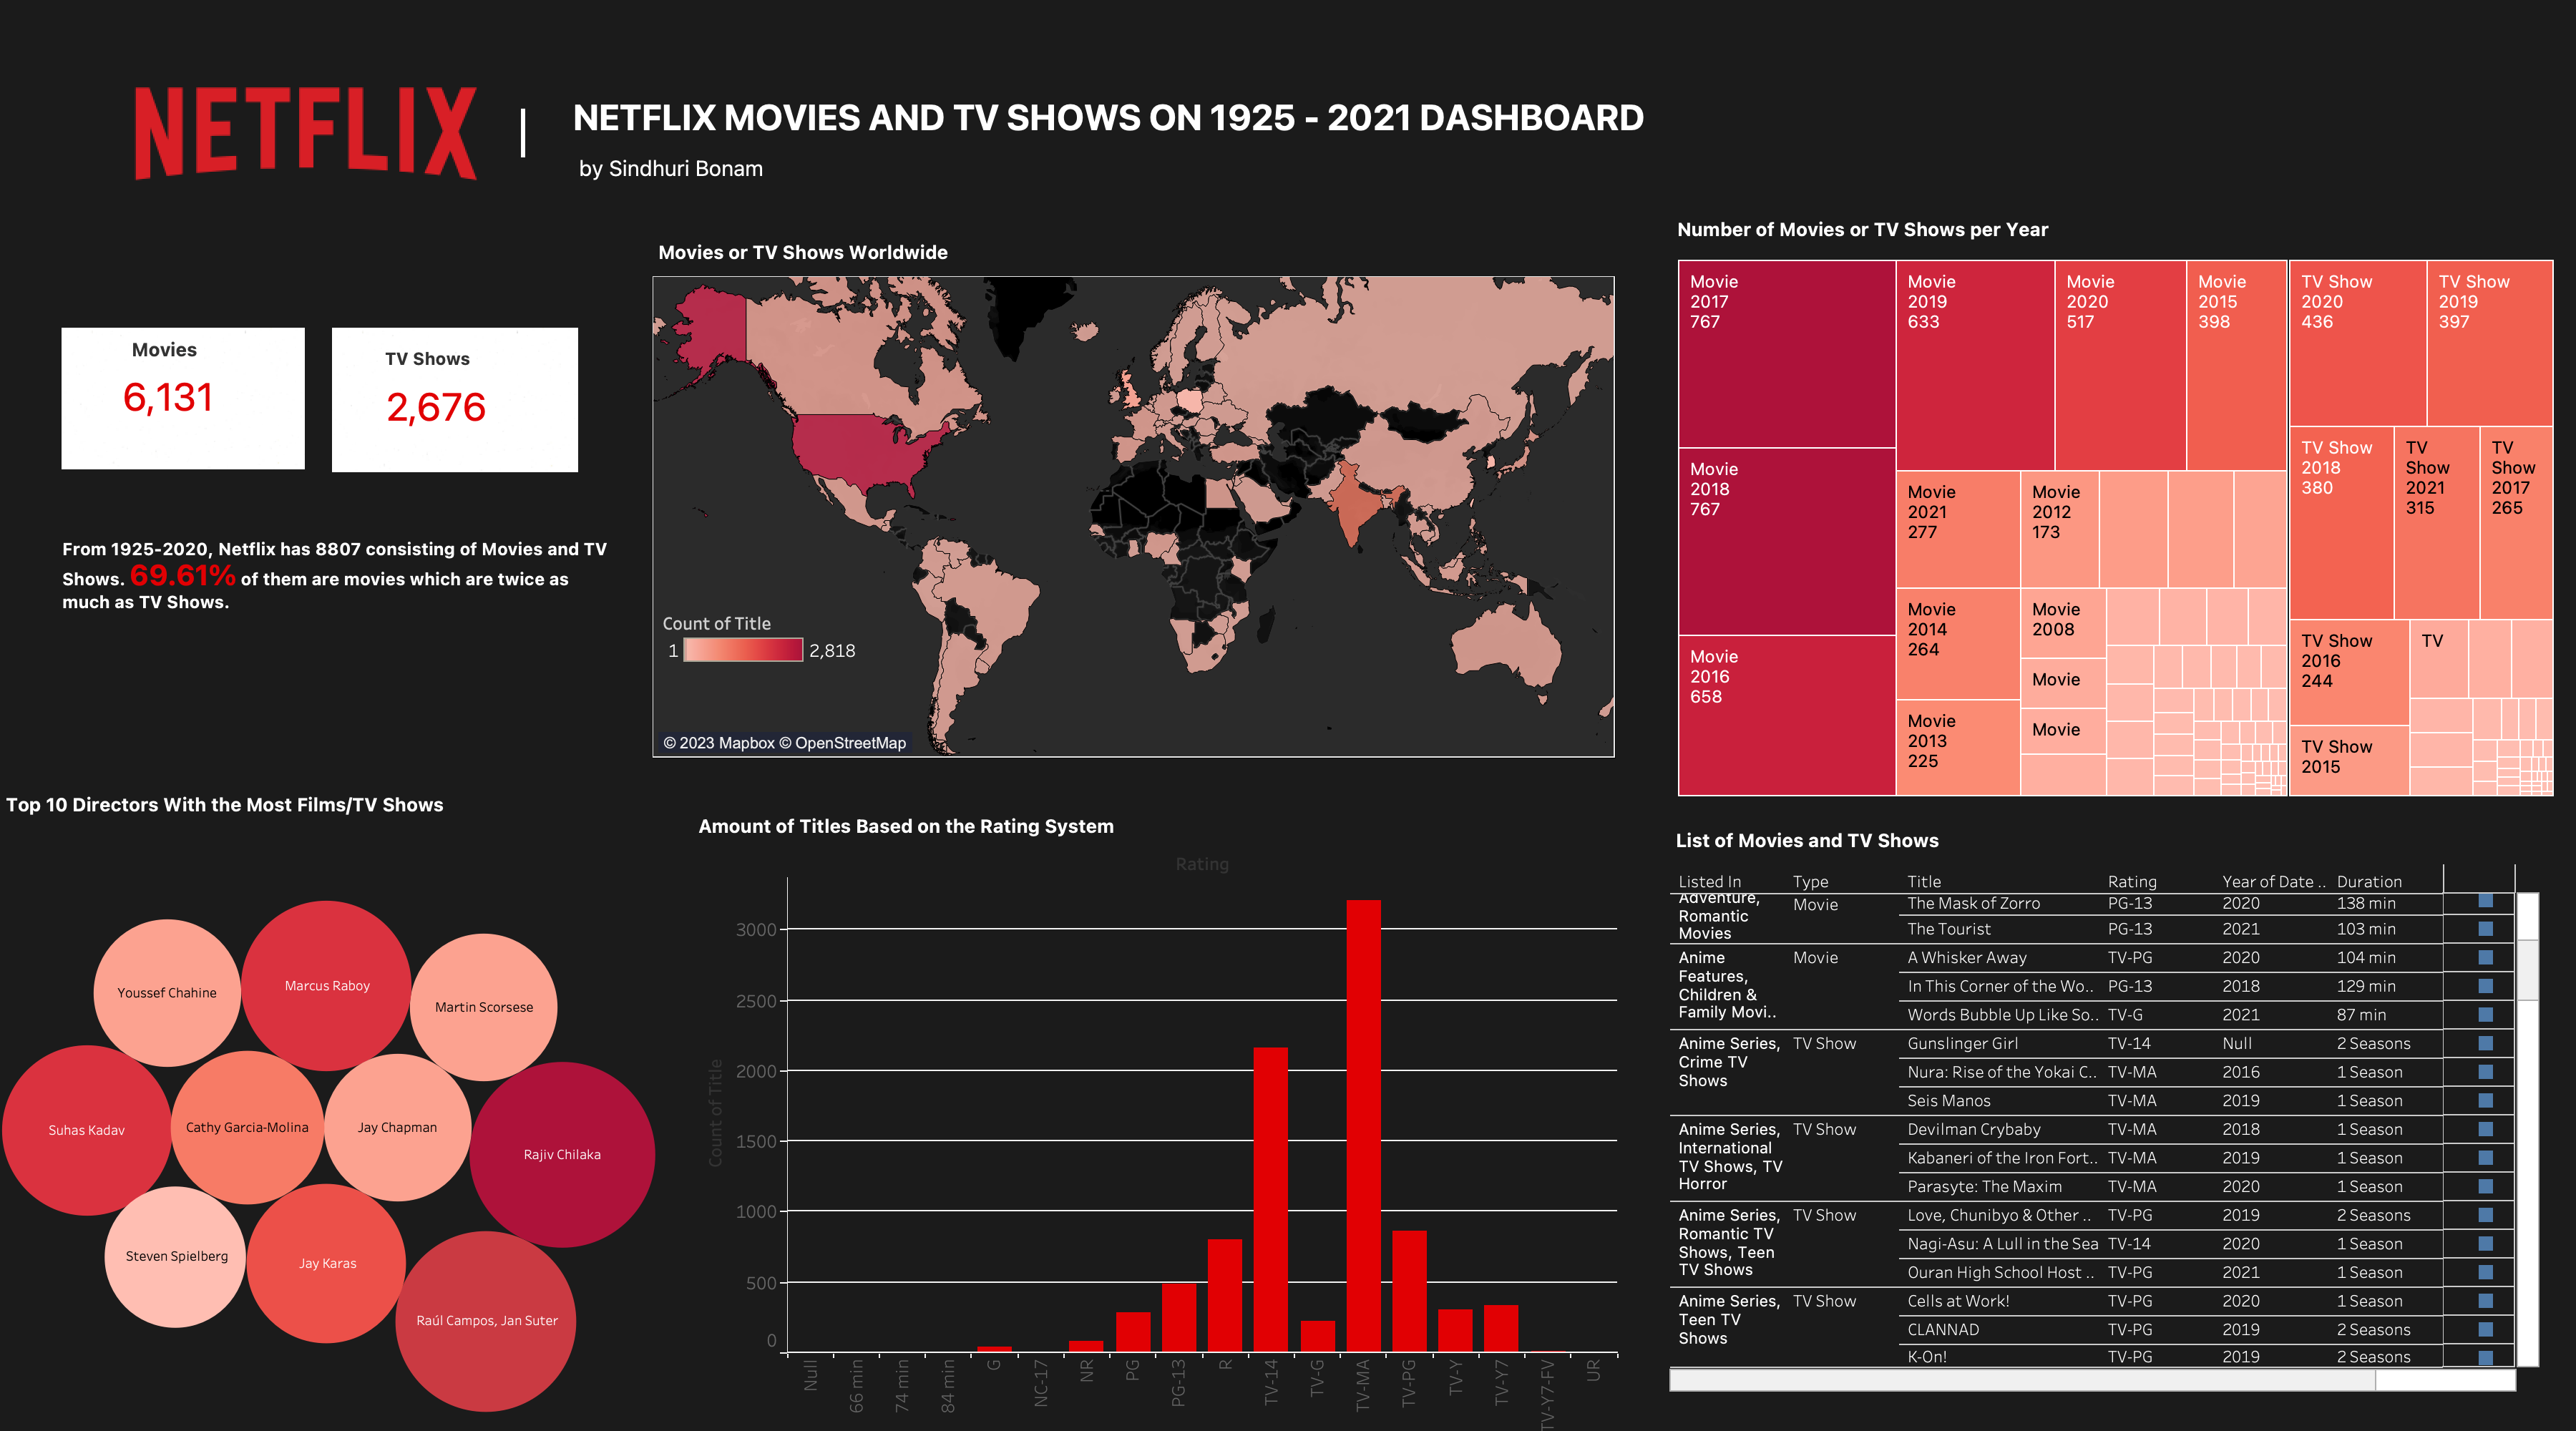 NETFLIX
NETFLIX MOVIES AND TV SHOWS ON 1925 - 2021 DASHBOARD
by Sindhuri Bonam
Movies
6,131
TV Shows
2,676
From 1925-2020, Netflix has 8807 consisting of Movies and TV
Shows. 69.61% of them are movies which are twice as
much as TV Shows.
Movies or TV Shows Worldwide
Count of Title
1 2,818
© 2023 Mapbox © OpenStreetMap
Number of Movies or TV Shows per Year
Movie
2017
767
Movie
2018
767
Movie
2016
658
Movie
2019
633
Movie
2020
517
Movie
2015
398
Movie
2021
277
Movie
2012
173
Movie
2014
264
Movie
2008
Movie
Movie
Movie
2013
225
TV Show
2020
436
TV Show
2019
397
TV Show
2018
380
TV
Show
2021
315
TV
Show
2017
265
TV Show
2016
244
TV
TV Show
2015
Top 10 Directors With the Most Films/TV Shows
Youssef Chahine
Marcus Raboy
Martin Scorsese
Suhas Kadav
Cathy Garcia-Molina
Jay Chapman
Rajiv Chilaka
Steven Spielberg
Jay Karas
Raúl Campos, Jan Suter
Amount of Titles Based on the Rating System
Rating
Count of Title
3000
2500
2000
1500
1000
500
0
Null
66 min
74 min
84 min
G
NC-17
NR
PG
PG-13
R
TV-14
TV-G
TV-MA
TV-PG
TV-Y
TV-Y7
TV-Y7-FV
UR
List of Movies and TV Shows
Listed In Type Title Rating Year of Date .. Duration
Adventure,
Romantic
Movies
Movie
The Mask of Zorro PG-13 2020 138 min
The Tourist PG-13 2021 103 min
Anime
Features,
Children &
Family Movi..
Movie
A Whisker Away TV-PG 2020 104 min
In This Corner of the Wo.. PG-13 2018 129 min
Words Bubble Up Like So.. TV-G 2021 87 min
Anime Series,
Crime TV
Shows
TV Show
Gunslinger Girl TV-14 Null 2 Seasons
Nura: Rise of the Yokai C.. TV-MA 2016 1 Season
Seis Manos TV-MA 2019 1 Season
Anime Series,
International
TV Shows, TV
Horror
TV Show
Devilman Crybaby TV-MA 2018 1 Season
Kabaneri of the Iron Fort.. TV-MA 2019 1 Season
Parasyte: The Maxim TV-MA 2020 1 Season
Anime Series,
Romantic TV
Shows, Teen
TV Shows
TV Show
Love, Chunibyo & Other .. TV-PG 2019 2 Seasons
Nagi-Asu: A Lull in the Sea TV-14 2020 1 Season
Ouran High School Host .. TV-PG 2021 1 Season
Anime Series,
Teen TV
Shows
TV Show
Cells at Work! TV-PG 2020 1 Season
CLANNAD TV-PG 2019 2 Seasons
K-On! TV-PG 2019 2 Seasons